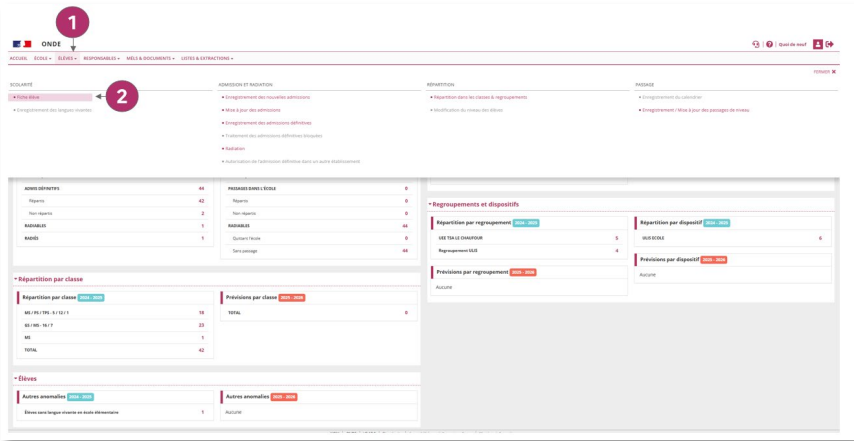 1
ONDE
Quoi de neuf
ACCUEIL ÉCOLE ÉLÈVES RESPONSABLES MÉLS & DOCUMENTS LISTES & EXTRACTIONS
FERMER ✖
SCOLARITÉ
Fiche élève
2
Enregistrement des langues vivantes
ADMISSION ET RADIATION
Enregistrement des nouvelles admissions
Mise à jour des admissions
Enregistrement des admissions définitives
Traitement des admissions définitives bloquées
Radiation
Autorisation de l'admission définitive dans un autre établissement
RÉPARTITION
Répartition dans les classes & regroupements
Modification du niveau des élèves
PASSAGE
Enregistrement du calendrier
Enregistrement / Mise à jour des passages de niveau
ADMIS DÉFINITIFS 44
Répartis 42
Non répartis 2
RADIABLES 1
RADIÉS 1
PASSAGES DANS L'ÉCOLE 0
Répartis 0
Non répartis 0
RADIABLES 44
Quittant l'école 0
Sans passage 44
Regroupements et dispositifs
Répartition par regroupement 2024 - 2025
UEE TSA LE CHAUFOUR 5
Regroupement ULIS 4
Prévisions par regroupement 2025 - 2026
Aucune
Répartition par dispositif 2024 - 2025
ULIS ECOLE 6
Prévisions par dispositif 2025 - 2026
Aucune
Répartition par classe
Répartition par classe 2024 - 2025
MS / PS / TPS - 5 / 12 / 1 18
GS / MS - 16 / 7 23
MS 1
TOTAL 42
Prévisions par classe 2025 - 2026
TOTAL 0
Élèves
Autres anomalies 2024 - 2025
Élèves sans langue vivante en école élémentaire 1
Autres anomalies 2025 - 2026
Aucune